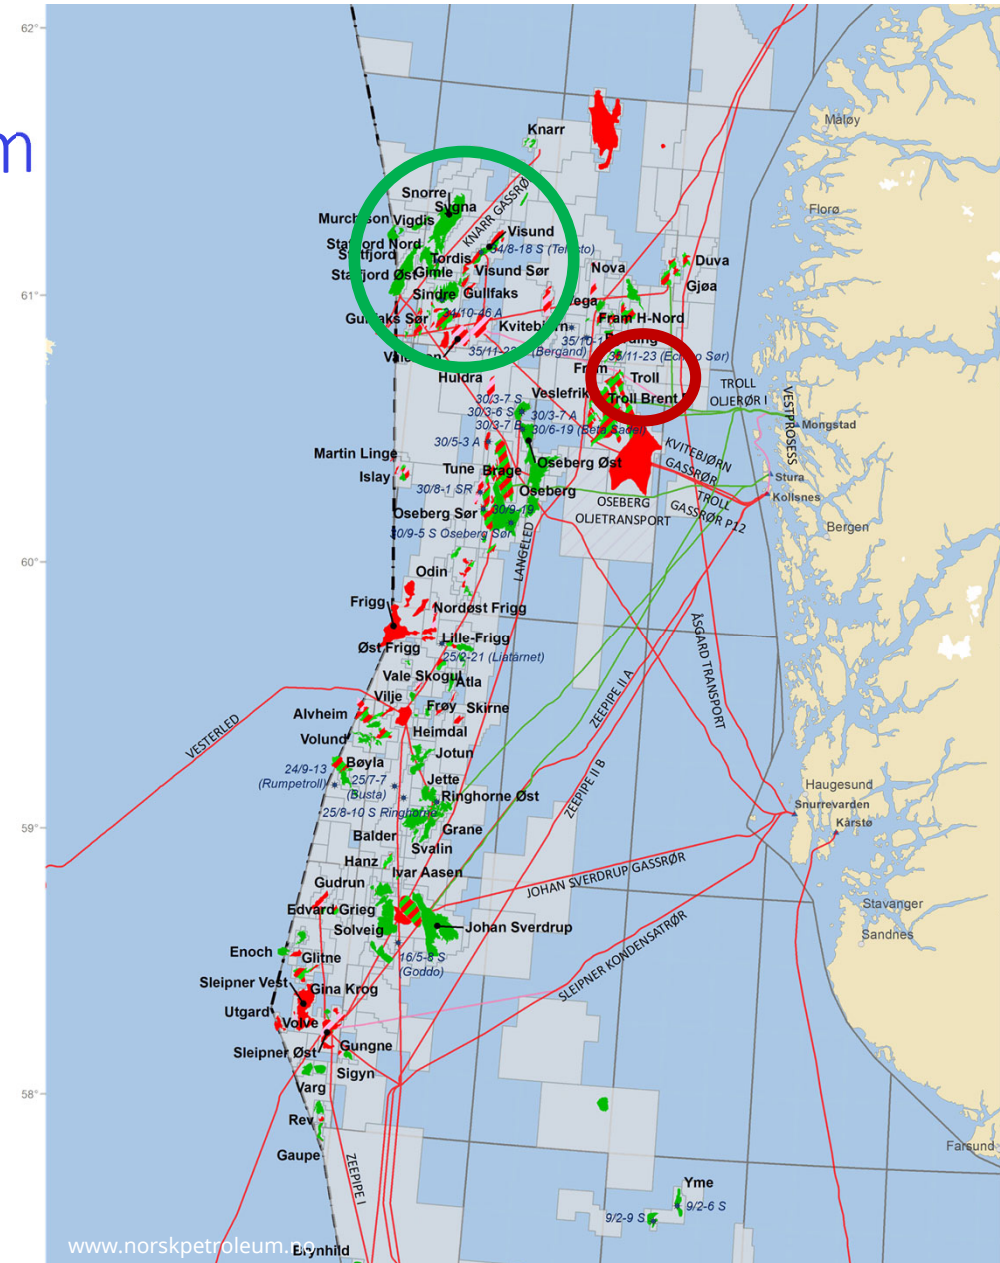 62°
m
Måløy
Knarr
Florø
Snorre
Sygna
KNARR GASSRØ
Vigdis
Visund
34/8-18 S (Telesto)
Statfjord Nord
Tordis
Statfjord Øst
Gimle
Visund Sør
Nova
Duva
61°
Sindre
Gullfaks
Gjøa
34/10-46 A
Gullfaks Sør
Kvitebjørn
Fram H-Nord
35/11-23 (Echino Sør)
Huldra
Fram
Troll
Veslefrikk
Troll Brent
TROLL
OLJERØR I
VESTPROSESS
30/3-7 S
30/3-6 S
30/3-7 A
30/3-7 B
Mongstad
30/5-3 A
Martin Linge
Islay
Tune
Brage
Oseberg Øst
KVITEBJØRN
GASSRØR
Stura
Kollsnes
30/8-1 SR
Oseberg
OSEBERG
OLJETRANSPORT
TROLL
GASSRØR P12
Bergen
Oseberg Sør
30/9-19
30/9-5 S Oseberg Sør
LANGELED
60°
Odin
Frigg
Nordøst Frigg
Øst Frigg
Lille-Frigg
25/2-21 (Liatårnet)
ÅSGARD TRANSPORT
Vale
Skogul
Atla
Vilje
Frøy
Skirne
ZEEPIPE II A
Alvheim
Heimdal
VESTERLED
Volund
Jotun
Bøyla
24/9-13
(Rumpetroll)
25/7-7
(Busta)
Jette
Ringhorne Øst
ZEEPIPE II B
Haugesund
Snurrevarden
25/8-10 S Ringhorne
Kårstø
59°
Balder
Grane
Svalin
Hanz
Ivar Aasen
JOHAN SVERDRUP GASSRØR
Gudrun
Edvard Grieg
Stavanger
Solveig
Johan Sverdrup
Sandnes
Enoch
Glitne
16/5-8 S
(Goddo)
SLEIPNER KONDENSATRØR
Sleipner Vest
Gina Krog
Utgard
Volve
Sleipner Øst
Gungne
Sigyn
58°
Varg
Rev
Farsund
Gaupe
ZEEPIPE I
Yme
9/2-9 S
9/2-6 S
www.norskpetroleum.no
Brynhild